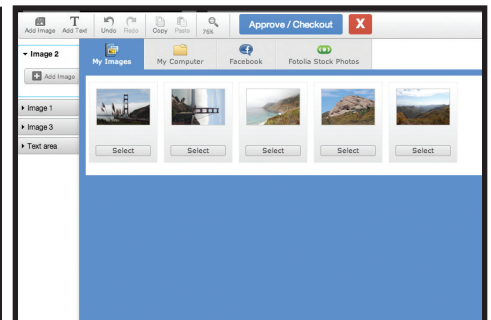 Add Image Add Text Undo Redo Copy Paste 75% Approve / Checkout X
My Images My Computer Facebook Fotolia Stock Photos
Image 2
Add Image
Image 1
Image 3
Text area
Select Select Select Select Select